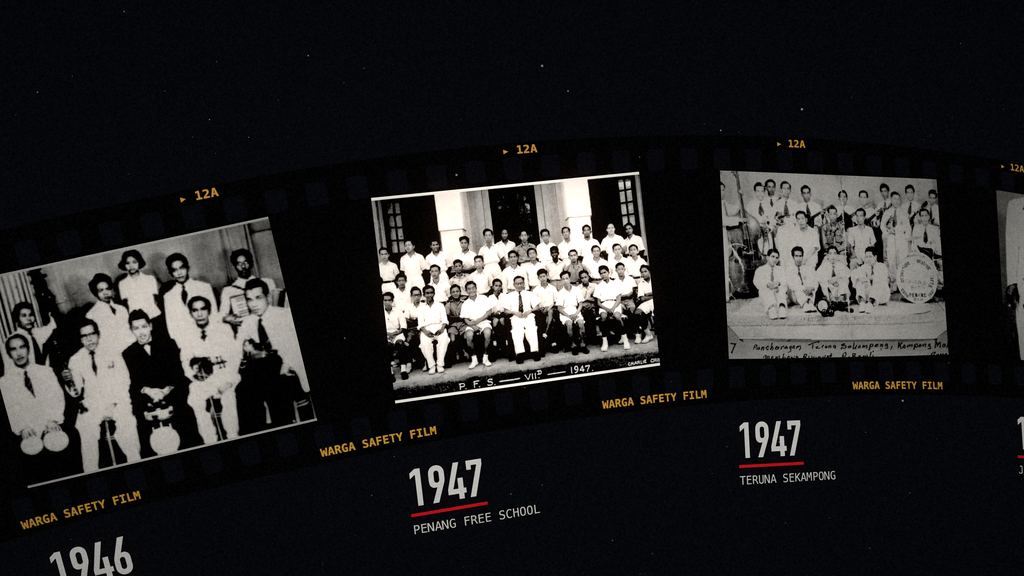 ▸ 12A
▸ 12A
▸ 12A
▸ 12A
P. F. S. — VIIᴰ — 1947.
7 Pancharagam Teruna Sekampong, Kampong
WARGA SAFETY FILM
WARGA SAFETY FILM
WARGA SAFETY FILM
WARGA SAFETY FILM
1946
1947
PENANG FREE SCHOOL
1947
TERUNA SEKAMPONG